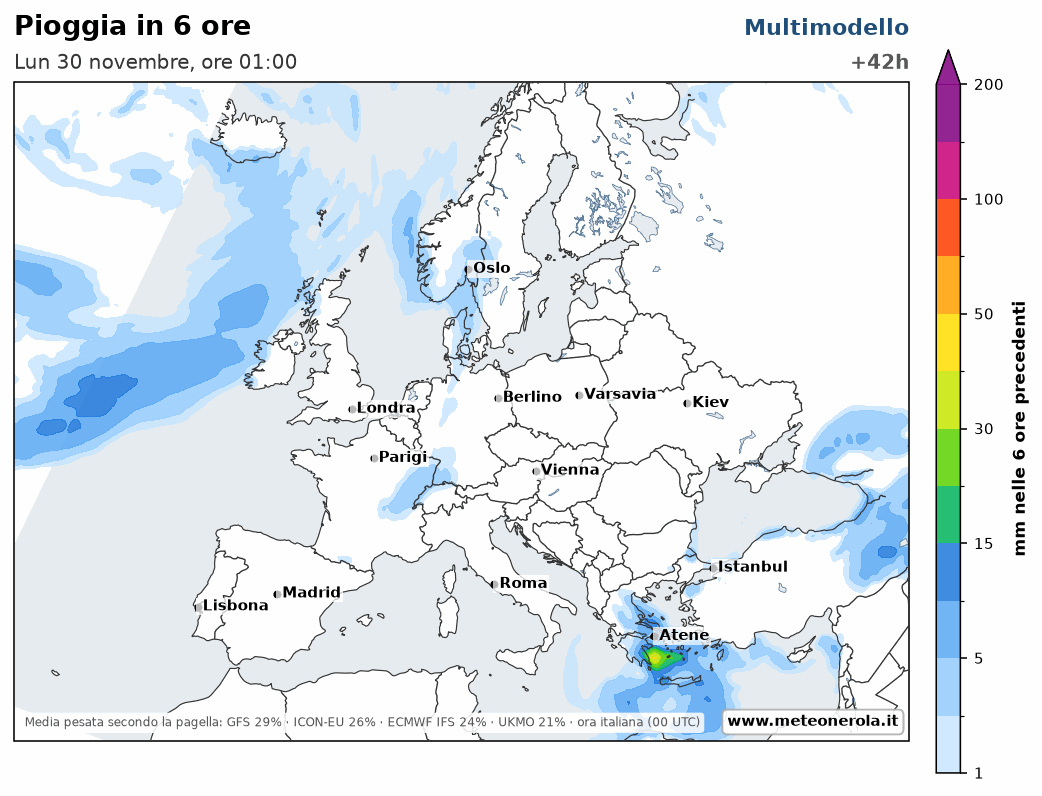 Pioggia in 6 ore
Multimodello
Lun 30 novembre, ore 01:00
+42h
200
100
50
30
15
5
1
mm nelle 6 ore precedenti
Oslo
Londra
Berlino
Varsavia
Kiev
Parigi
Vienna
Istanbul
Roma
Madrid
Lisbona
Atene
Media pesata secondo la pagella: GFS 29% · ICON-EU 26% · ECMWF IFS 24% · UKMO 21% · ora italiana (00 UTC)
www.meteonerola.it